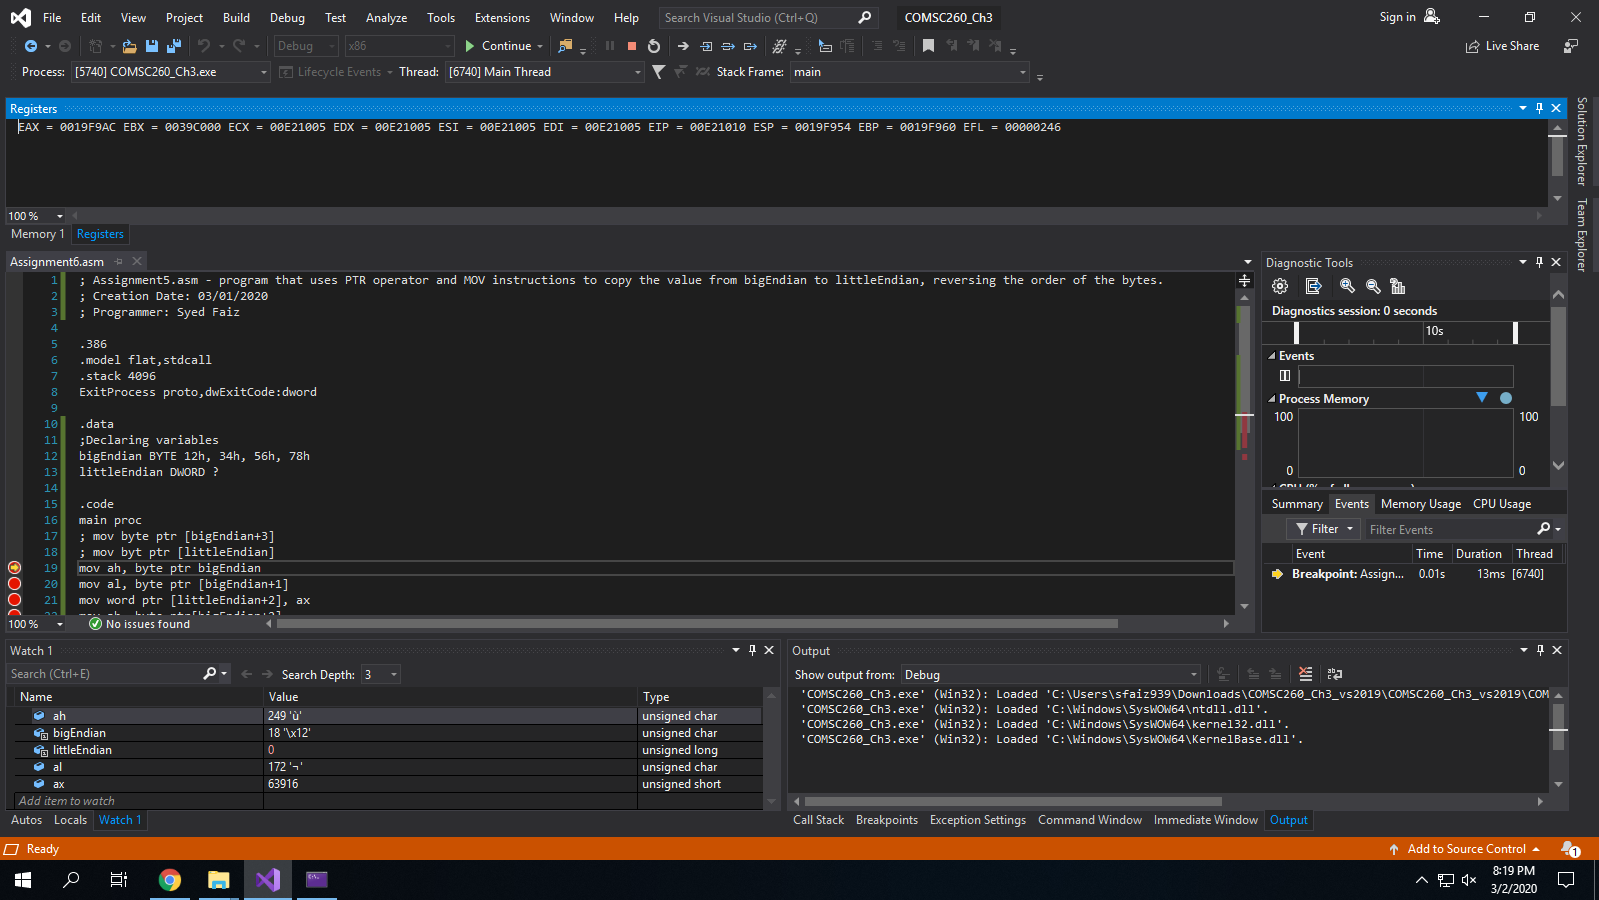 File Edit View Project Build Debug Test Analyze Tools Extensions Window Help Search Visual Studio (Ctrl+Q) COMSC260_Ch3 Sign in
Debug x86 Continue Live Share
Process: [5740] COMSC260_Ch3.exe Lifecycle Events Thread: [6740] Main Thread Stack Frame: main
Registers
EAX = 0019F9AC EBX = 0039C000 ECX = 00E21005 EDX = 00E21005 ESI = 00E21005 EDI = 00E21005 EIP = 00E21010 ESP = 0019F954 EBP = 0019F960 EFL = 00000246
100 %
Memory 1 Registers
Solution Explorer
Team Explorer
Assignment6.asm
1 ; Assignment5.asm - program that uses PTR operator and MOV instructions to copy the value from bigEndian to littleEndian, reversing the order of the bytes.
2 ; Creation Date: 03/01/2020
3 ; Programmer: Syed Faiz
4
5 .386
6 .model flat,stdcall
7 .stack 4096
8 ExitProcess proto,dwExitCode:dword
9
10 .data
11 ;Declaring variables
12 bigEndian BYTE 12h, 34h, 56h, 78h
13 littleEndian DWORD ?
14
15 .code
16 main proc
17 ; mov byte ptr [bigEndian+3]
18 ; mov byt ptr [littleEndian]
19 mov ah, byte ptr bigEndian
20 mov al, byte ptr [bigEndian+1]
21 mov word ptr [littleEndian+2], ax
100 % No issues found
Diagnostic Tools
Diagnostics session: 0 seconds
10s
Events
Process Memory
100 100
0 0
Summary Events Memory Usage CPU Usage
Filter Filter Events
Event Time Duration Thread
Breakpoint: Assign... 0.01s 13ms [6740]
Watch 1
Search (Ctrl+E) Search Depth: 3
Name Value Type
ah 249 'ù' unsigned char
bigEndian 18 '\x12' unsigned char
littleEndian 0 unsigned long
al 172 '¬' unsigned char
ax 63916 unsigned short
Add item to watch
Autos Locals Watch 1
Output
Show output from: Debug
'COMSC260_Ch3.exe' (Win32): Loaded 'C:\Users\sfaiz939\Downloads\COMSC260_Ch3_vs2019\COMSC260_Ch3_vs2019\COM
'COMSC260_Ch3.exe' (Win32): Loaded 'C:\Windows\SysWOW64\ntdll.dll'.
'COMSC260_Ch3.exe' (Win32): Loaded 'C:\Windows\SysWOW64\kernel32.dll'.
'COMSC260_Ch3.exe' (Win32): Loaded 'C:\Windows\SysWOW64\KernelBase.dll'.
Call Stack Breakpoints Exception Settings Command Window Immediate Window Output
Ready Add to Source Control 1
8:19 PM
3/2/2020